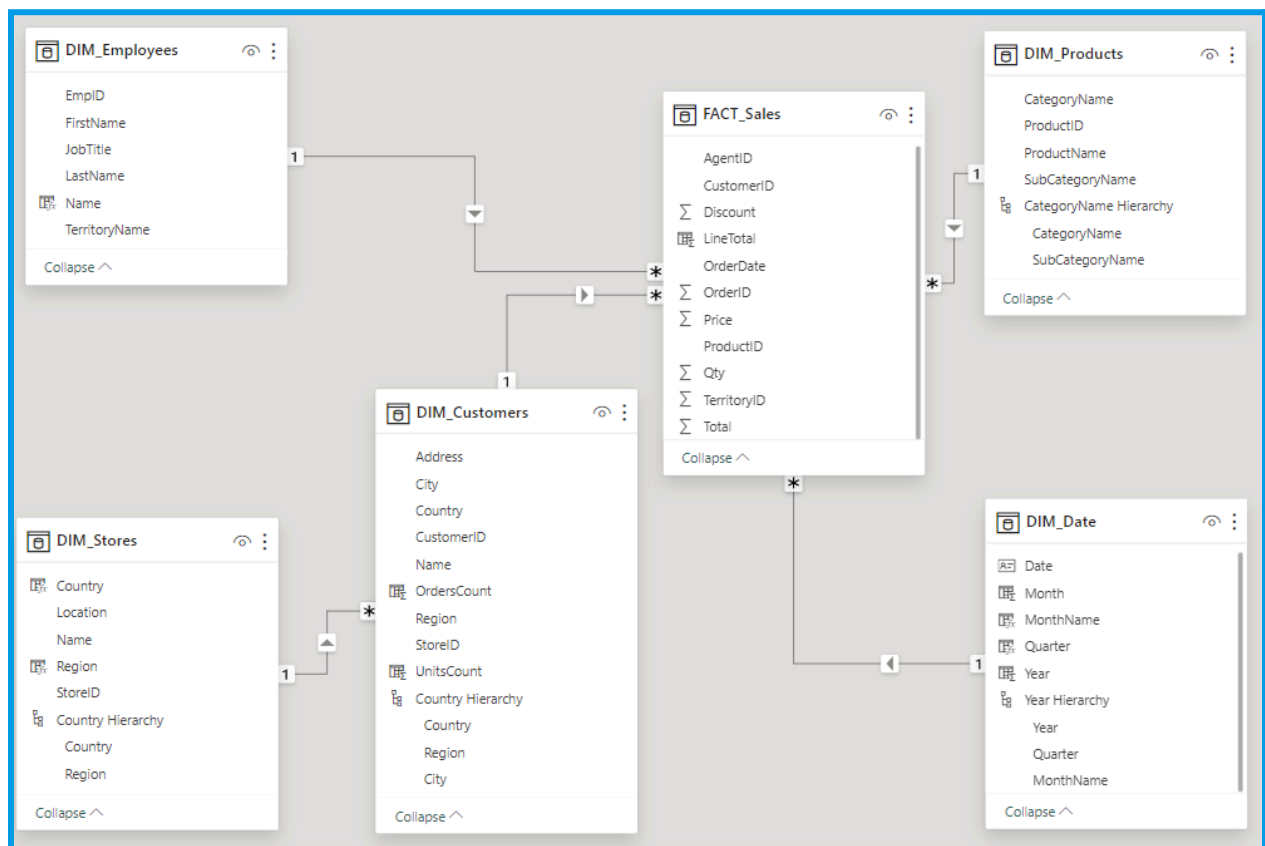 DIM_Employees
EmpID
FirstName
JobTitle
LastName
Name
TerritoryName
Collapse
1
*
FACT_Sales
AgentID
CustomerID
Discount
LineTotal
OrderDate
OrderID
Price
ProductID
Qty
TerritoryID
Total
Collapse
*
*
*
DIM_Products
CategoryName
ProductID
ProductName
SubCategoryName
CategoryName Hierarchy
CategoryName
SubCategoryName
Collapse
1
DIM_Customers
Address
City
Country
CustomerID
Name
OrdersCount
Region
StoreID
UnitsCount
Country Hierarchy
Country
Region
City
Collapse
1
*
DIM_Stores
Country
Location
Name
Region
StoreID
Country Hierarchy
Country
Region
Collapse
1
DIM_Date
Date
Month
MonthName
Quarter
Year
Year Hierarchy
Year
Quarter
MonthName
Collapse
1